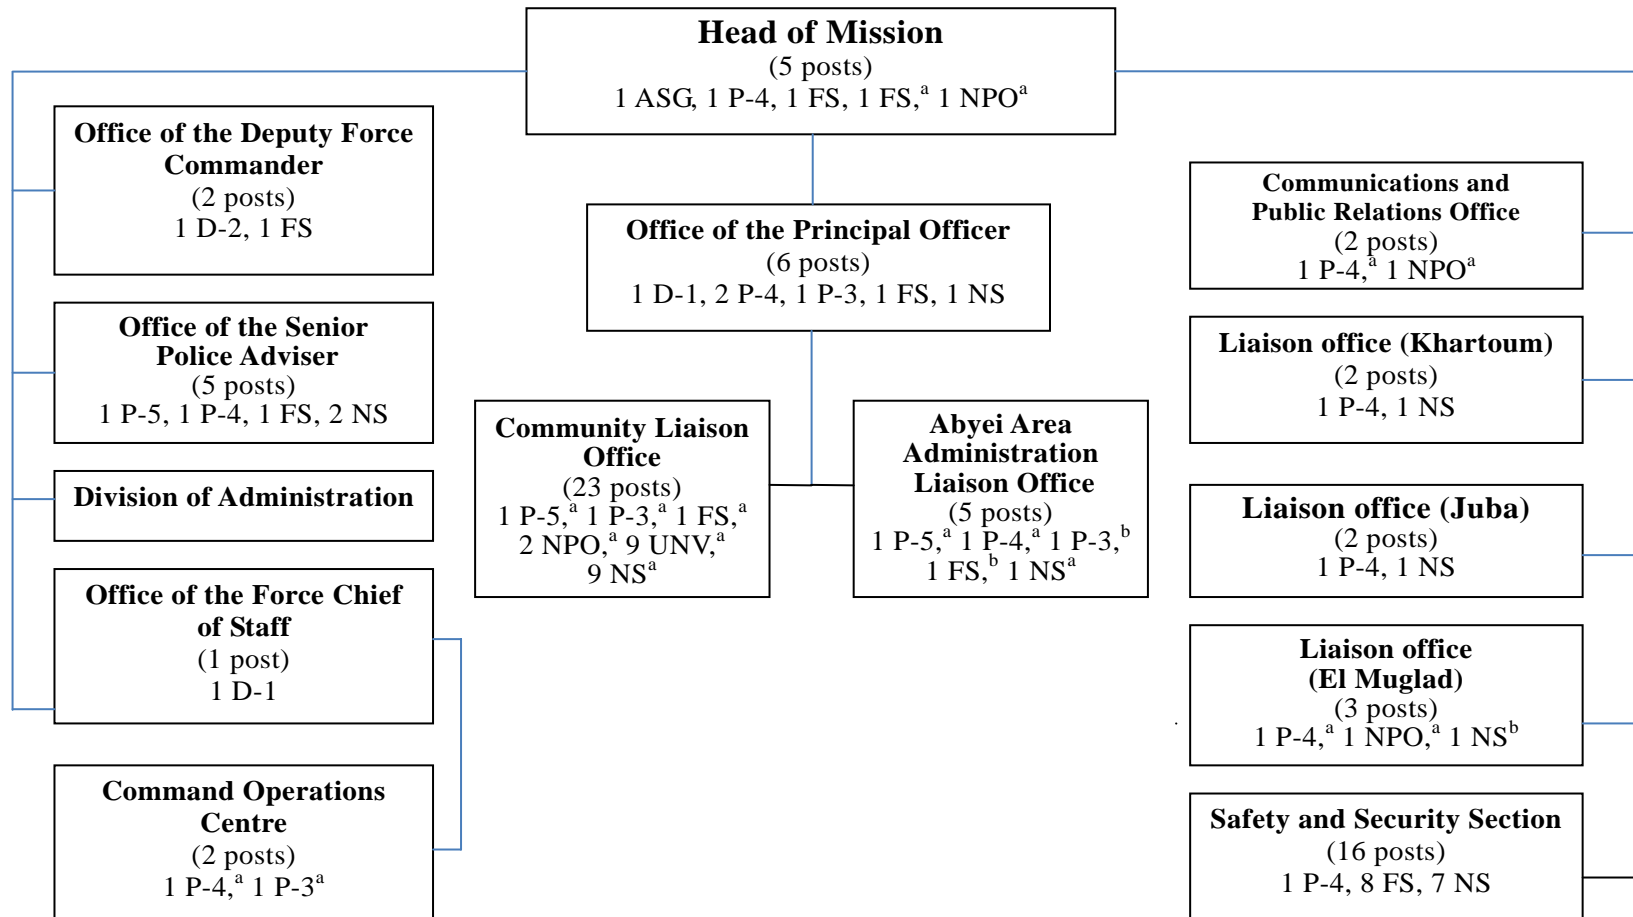 Head of Mission
(5 posts)
1 ASG, 1 P-4, 1 FS, 1 FS,ᵃ 1 NPOᵃ
Office of the Deputy Force
Commander
(2 posts)
1 D-2, 1 FS
Office of the Senior
Police Adviser
(5 posts)
1 P-5, 1 P-4, 1 FS, 2 NS
Division of Administration
Office of the Force Chief
of Staff
(1 post)
1 D-1
Command Operations
Centre
(2 posts)
1 P-4,ᵃ 1 P-3ᵃ
Office of the Principal Officer
(6 posts)
1 D-1, 2 P-4, 1 P-3, 1 FS, 1 NS
Community Liaison
Office
(23 posts)
1 P-5,ᵃ 1 P-3,ᵃ 1 FS,ᵃ
2 NPO,ᵃ 9 UNV,ᵃ
9 NSᵃ
Abyei Area
Administration
Liaison Office
(5 posts)
1 P-5,ᵃ 1 P-4,ᵃ 1 P-3,ᵇ
1 FS,ᵇ 1 NSᵃ
Communications and
Public Relations Office
(2 posts)
1 P-4,ᵃ 1 NPOᵃ
Liaison office (Khartoum)
(2 posts)
1 P-4, 1 NS
Liaison office (Juba)
(2 posts)
1 P-4, 1 NS
Liaison office
(El Muglad)
(3 posts)
1 P-4,ᵃ 1 NPO,ᵃ 1 NSᵇ
Safety and Security Section
(16 posts)
1 P-4, 8 FS, 7 NS